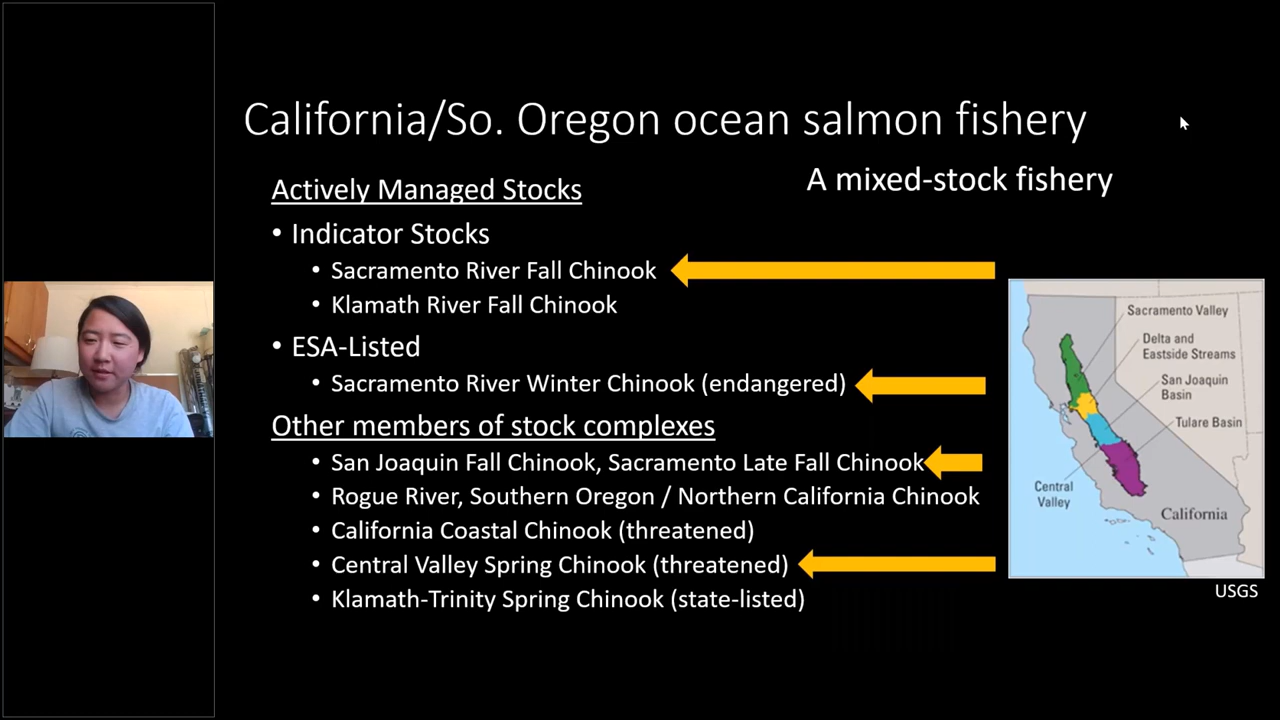 California/So. Oregon ocean salmon fishery
A mixed-stock fishery
Actively Managed Stocks
• Indicator Stocks
• Sacramento River Fall Chinook
• Klamath River Fall Chinook
• ESA-Listed
• Sacramento River Winter Chinook (endangered)
Other members of stock complexes
• San Joaquin Fall Chinook, Sacramento Late Fall Chinook
• Rogue River, Southern Oregon / Northern California Chinook
• California Coastal Chinook (threatened)
• Central Valley Spring Chinook (threatened)
• Klamath-Trinity Spring Chinook (state-listed)
Sacramento Valley
Delta and
Eastside Streams
San Joaquin
Basin
Tulare Basin
Central
Valley
California
USGS